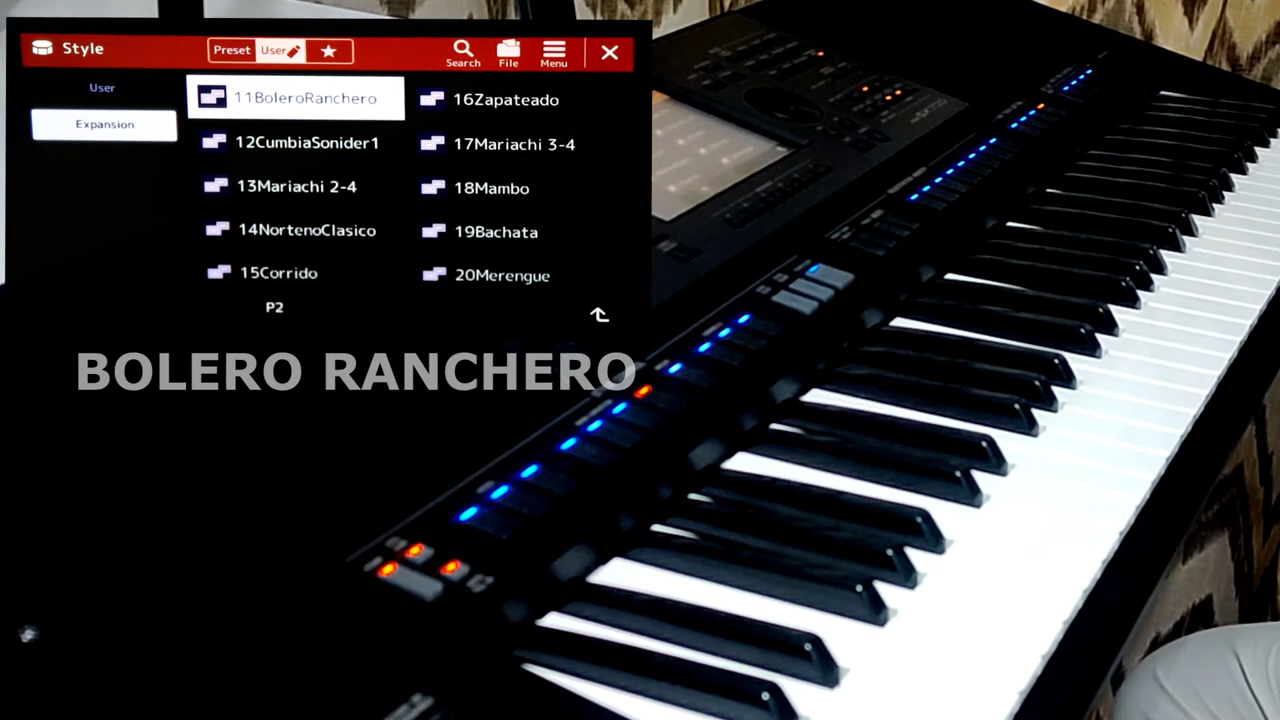 Style
Preset User ★
Search File Menu
User
Expansion
11BoleroRanchero
12CumbiaSonider1
13Mariachi 2-4
14NortenoClasico
15Corrido
16Zapateado
17Mariachi 3-4
18Mambo
19Bachata
20Merengue
P2
BOLERO RANCHERO